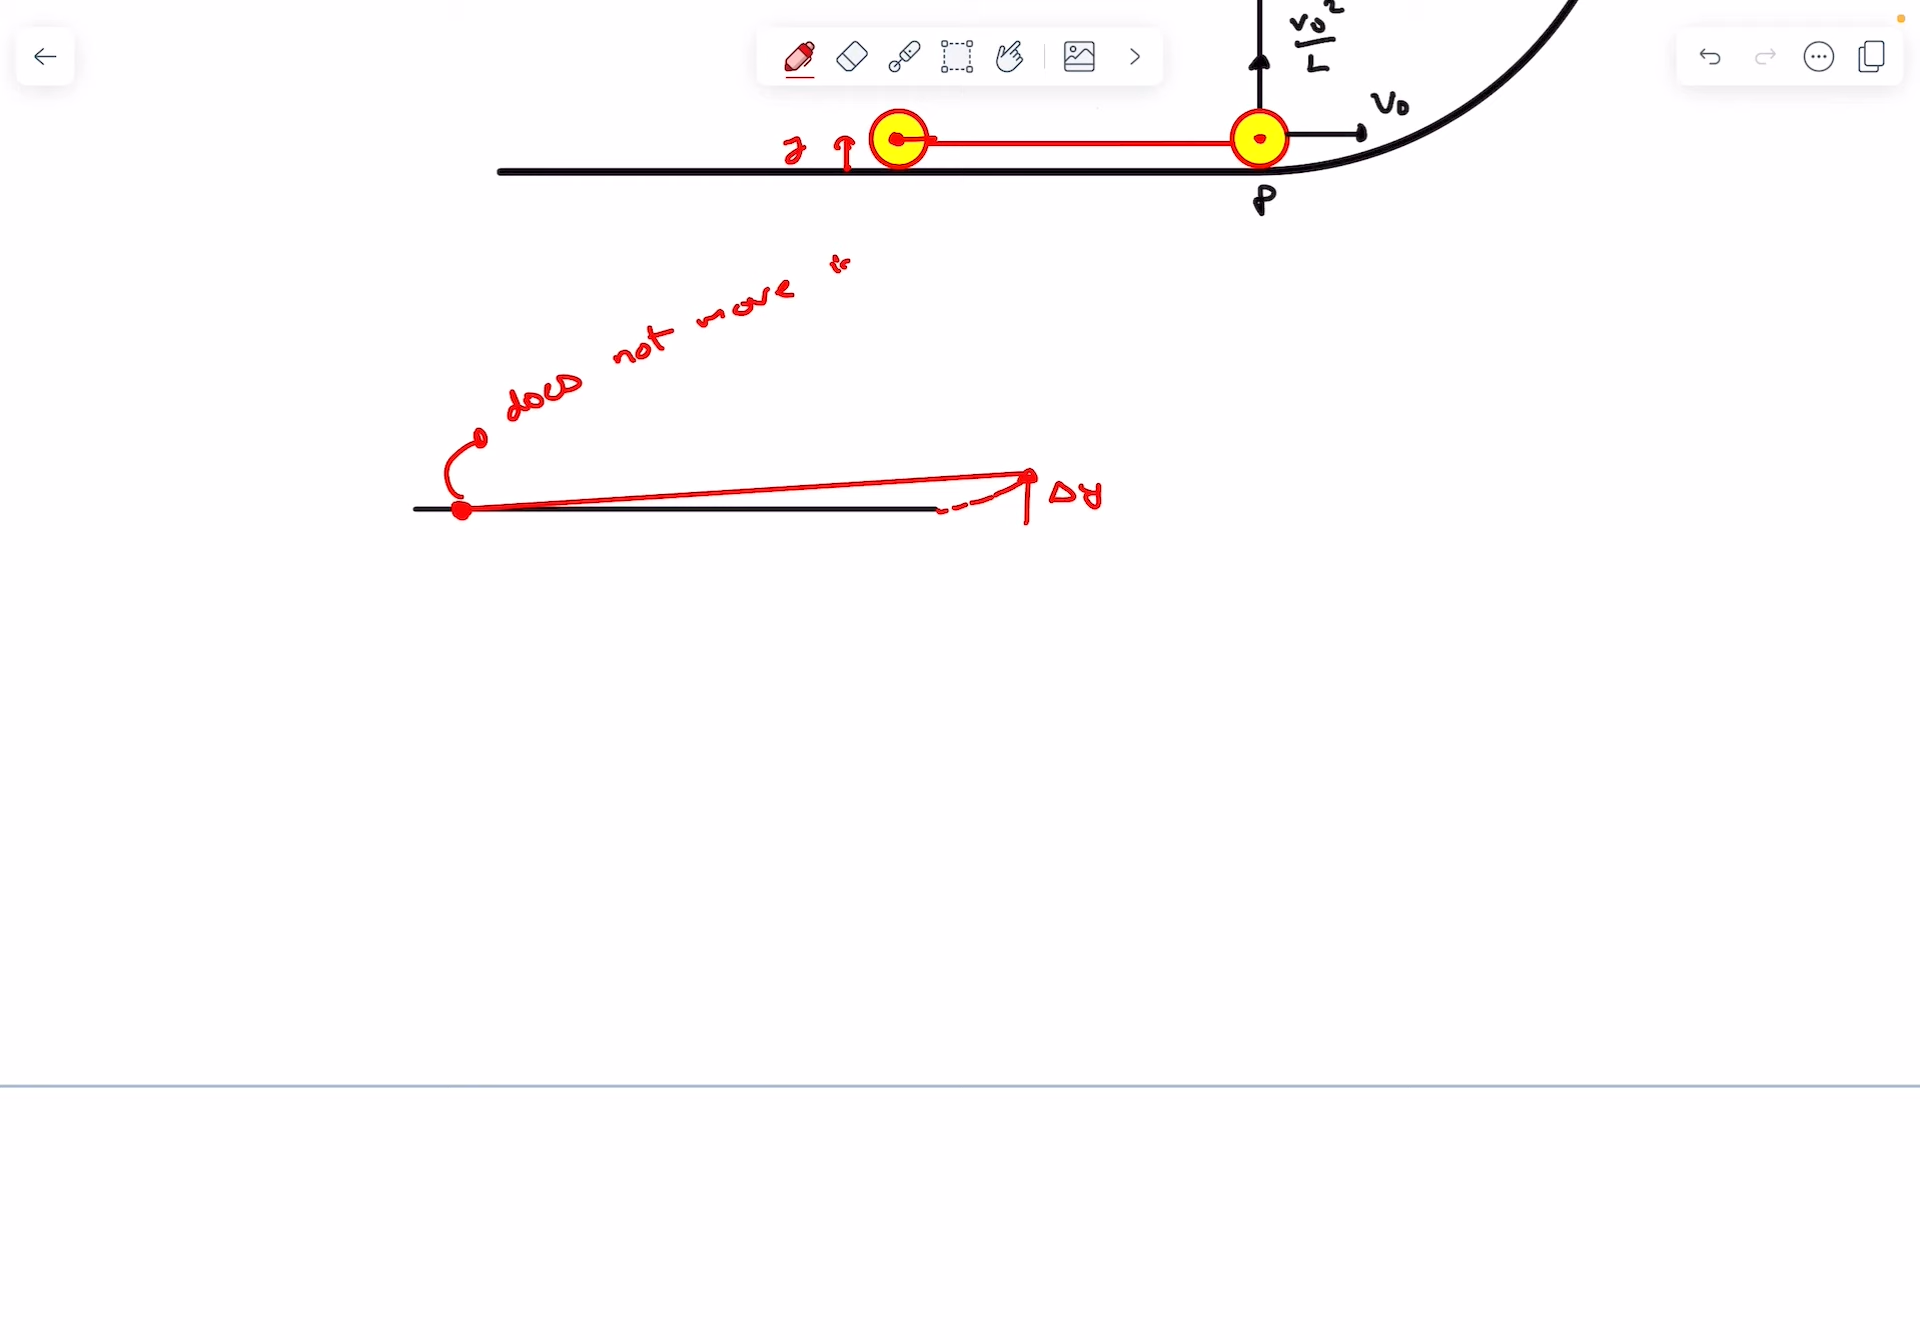 v₀²
L
v₀
P
does not move
Δy